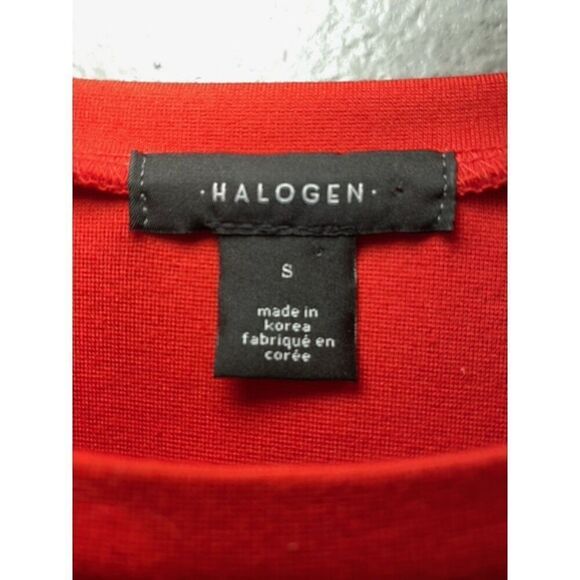 ·HALOGEN·
S
made in
korea
fabriqué en
corée